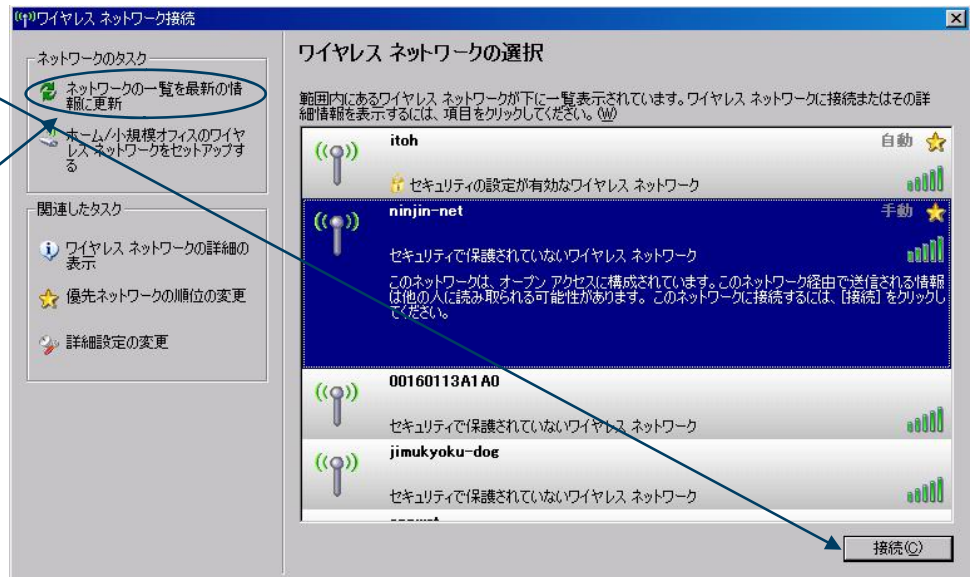 ワイヤレス ネットワーク接続
ネットワークのタスク
ネットワークの一覧を最新の情
報に更新
ホーム/小規模オフィスのワイヤ
レス ネットワークをセットアップす
る
関連したタスク
ワイヤレス ネットワークの詳細の
表示
優先ネットワークの順位の変更
詳細設定の変更
ワイヤレス ネットワークの選択
範囲内にあるワイヤレス ネットワークが下に一覧表示されています。ワイヤレス ネットワークに接続またはその詳
細情報を表示するには、項目をクリックしてください。(W)
itoh
自動
セキュリティの設定が有効なワイヤレス ネットワーク
ninjin-net
手動
セキュリティで保護されていないワイヤレス ネットワーク
このネットワークは、オープン アクセスに構成されています。このネットワーク経由で送信される情報
は他の人に読み取られる可能性があります。このネットワークに接続するには、[接続] をクリックし
てください。
00160113A1A0
セキュリティで保護されていないワイヤレス ネットワーク
jimukyoku-dog
セキュリティで保護されていないワイヤレス ネットワーク
接続(C)